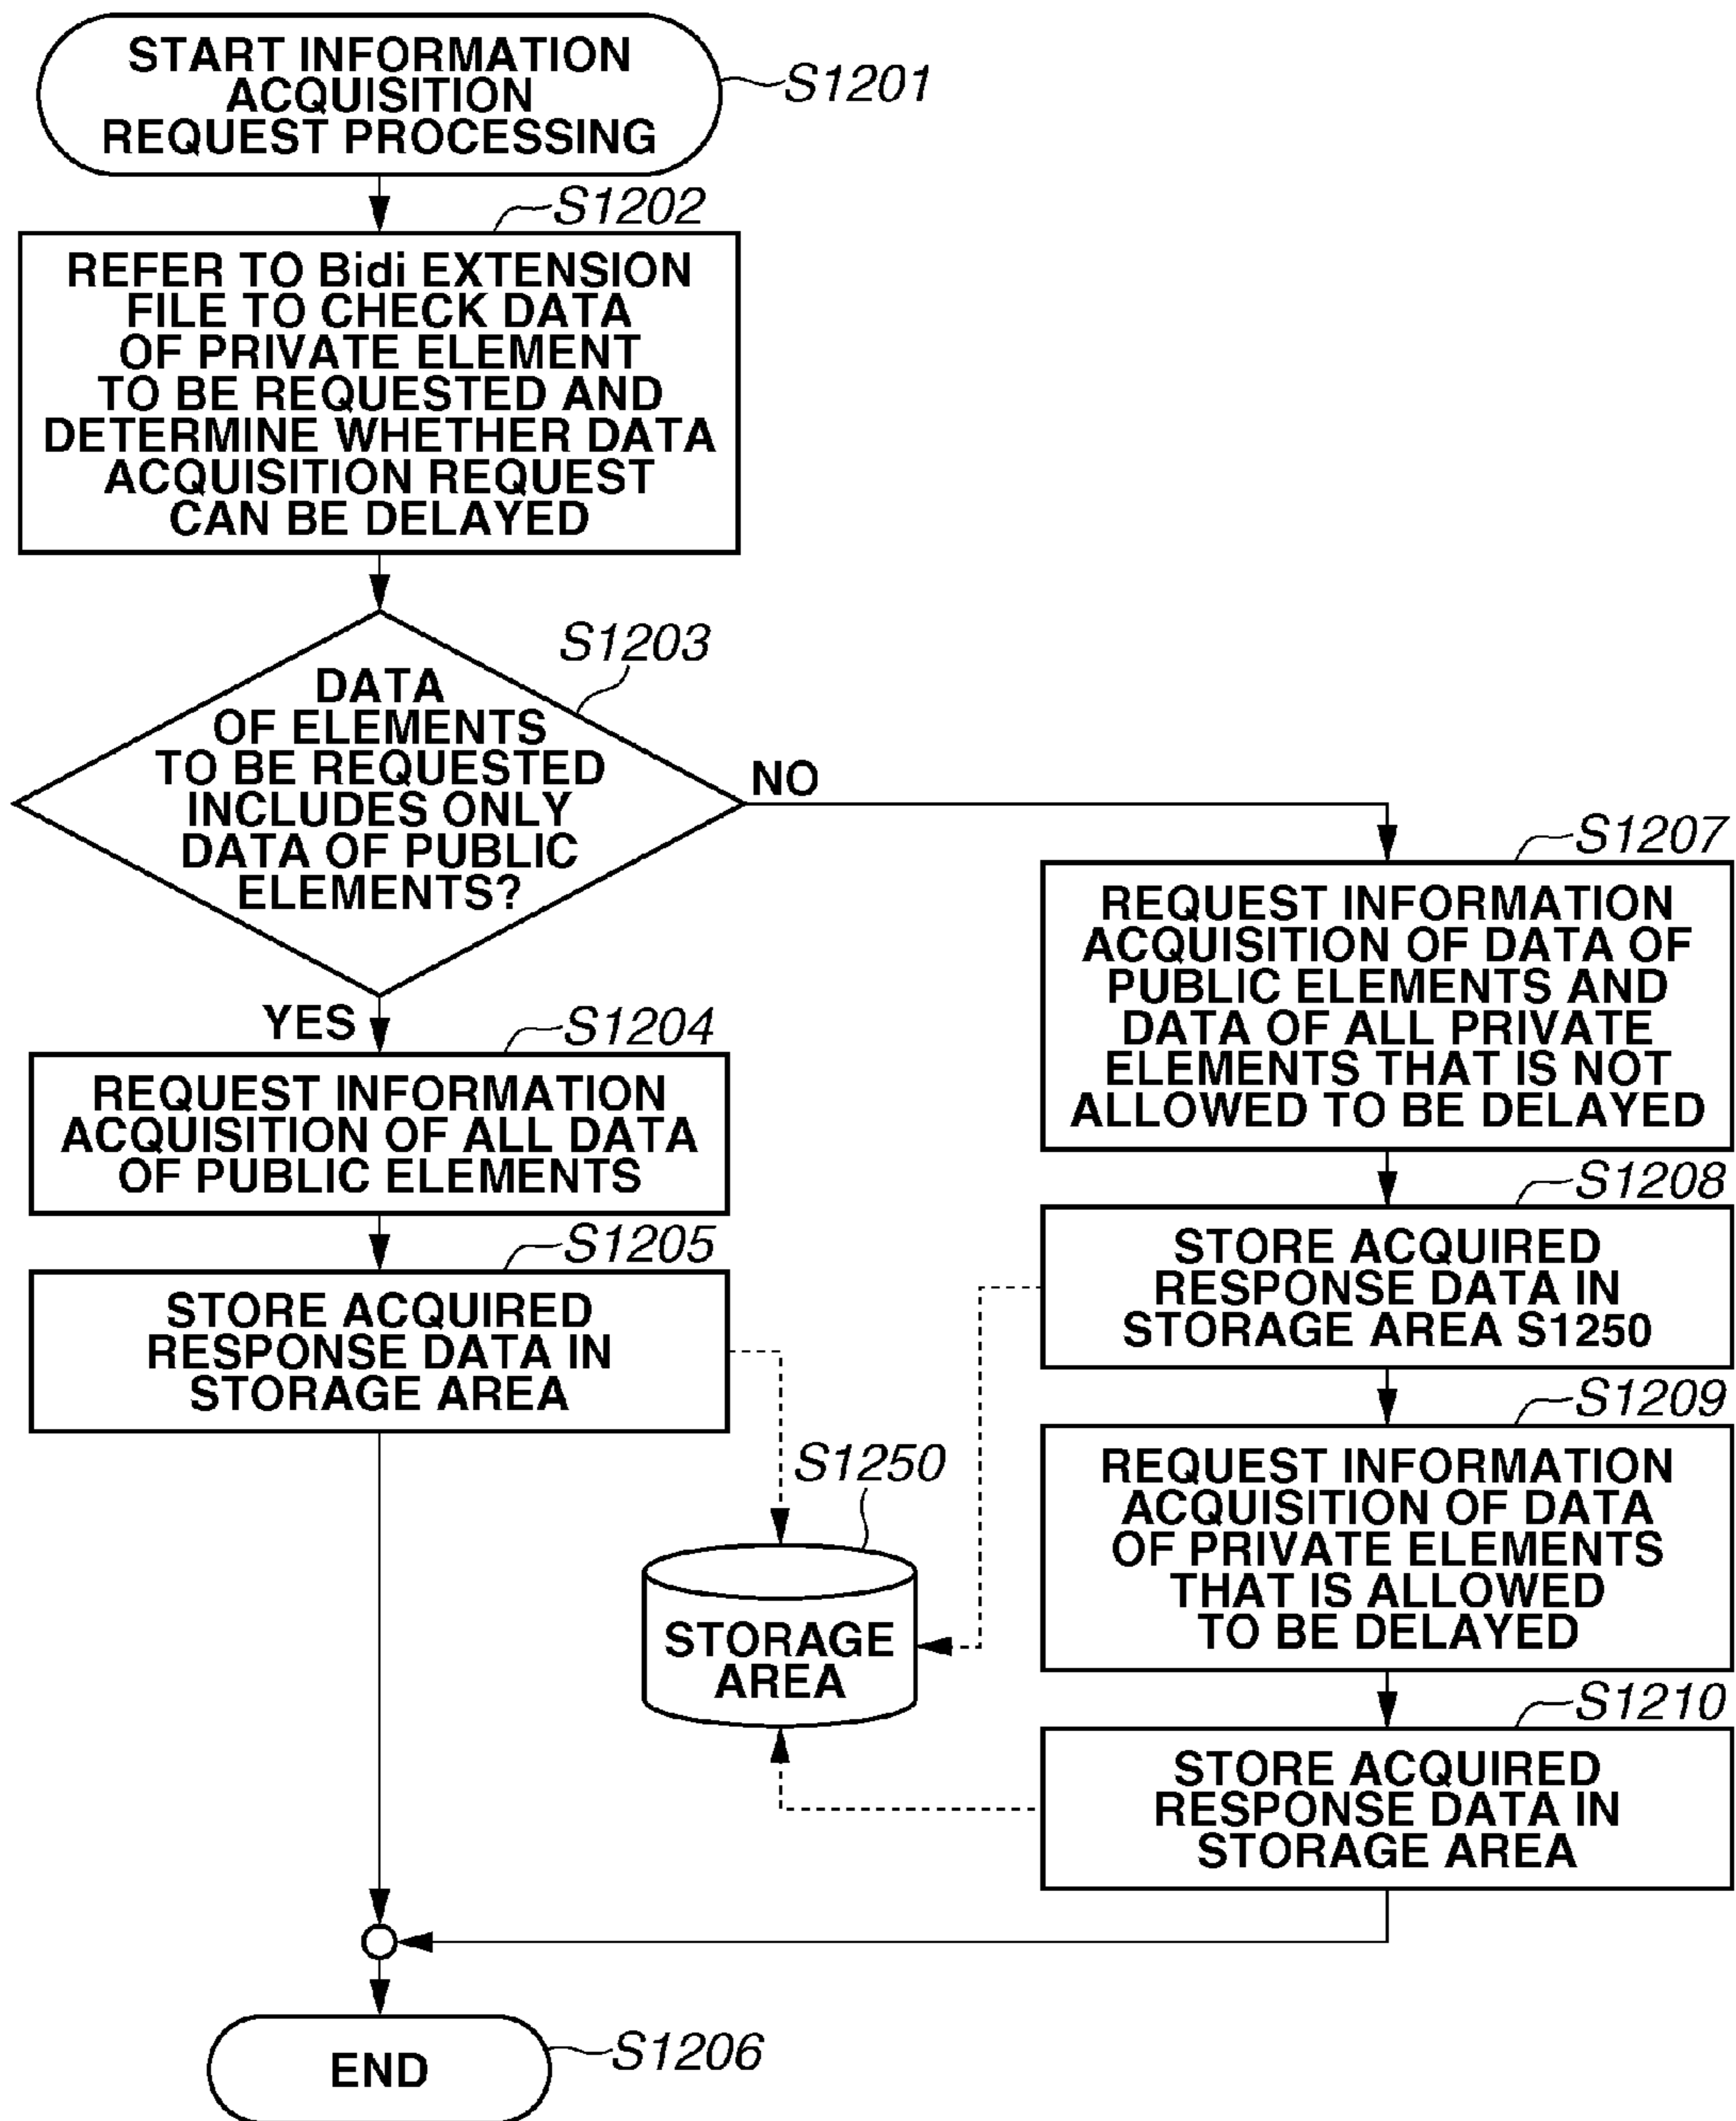 START INFORMATION
ACQUISITION
REQUEST PROCESSING
S1201
S1202
REFER TO Bidi EXTENSION
FILE TO CHECK DATA
OF PRIVATE ELEMENT
TO BE REQUESTED AND
DETERMINE WHETHER DATA
ACQUISITION REQUEST
CAN BE DELAYED
S1203
DATA
OF ELEMENTS
TO BE REQUESTED
INCLUDES ONLY
DATA OF PUBLIC
ELEMENTS?
NO
YES
S1204
REQUEST INFORMATION
ACQUISITION OF ALL DATA
OF PUBLIC ELEMENTS
S1205
STORE ACQUIRED
RESPONSE DATA IN
STORAGE AREA
S1207
REQUEST INFORMATION
ACQUISITION OF DATA OF
PUBLIC ELEMENTS AND
DATA OF ALL PRIVATE
ELEMENTS THAT IS NOT
ALLOWED TO BE DELAYED
S1208
STORE ACQUIRED
RESPONSE DATA IN
STORAGE AREA S1250
S1209
REQUEST INFORMATION
ACQUISITION OF DATA
OF PRIVATE ELEMENTS
THAT IS ALLOWED
TO BE DELAYED
S1210
STORE ACQUIRED
RESPONSE DATA IN
STORAGE AREA
S1250
STORAGE
AREA
END
S1206